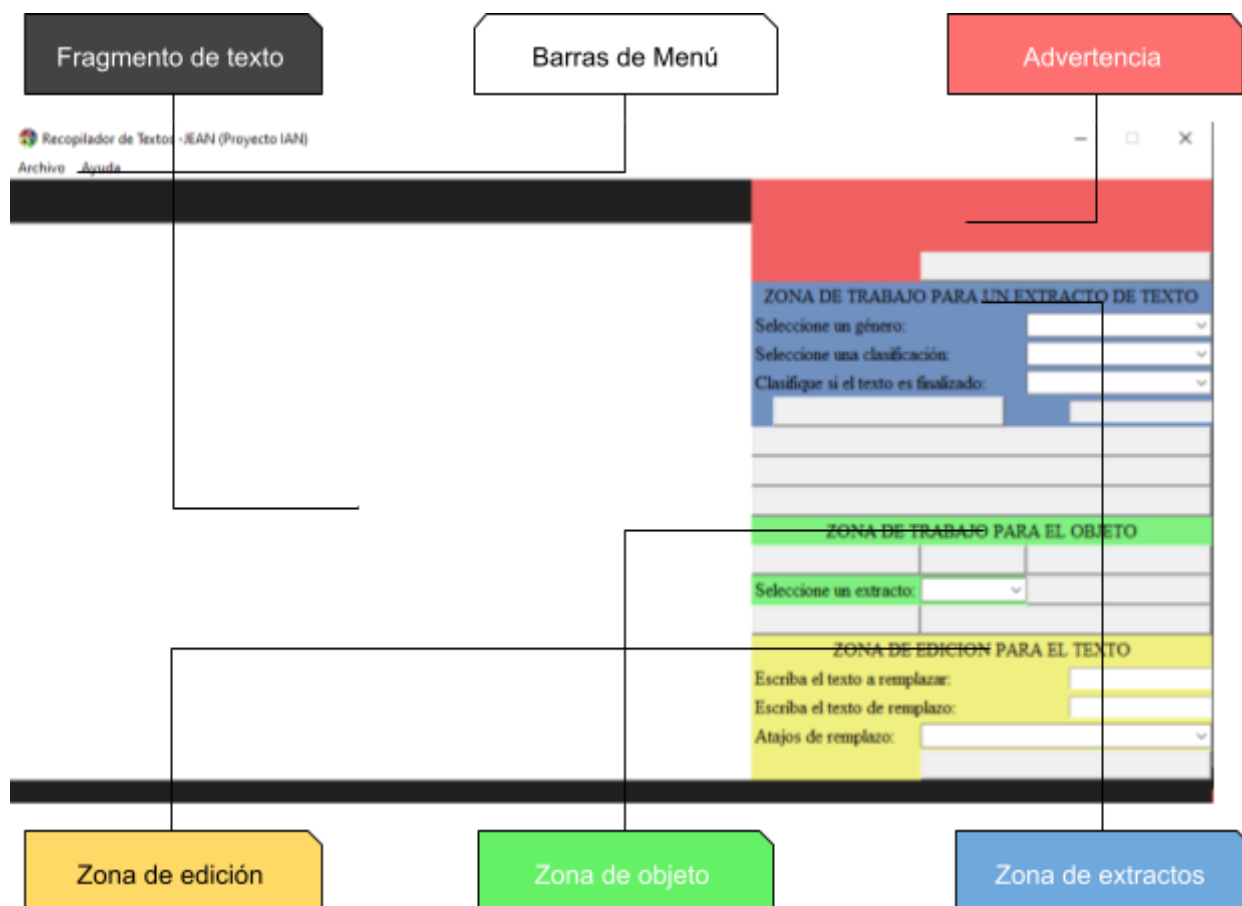 Fragmento de texto
Barras de Menú
Advertencia
Recopilador de Textos -JEAN (Proyecto IAN)
Archivo Ayuda
ZONA DE TRABAJO PARA UN EXTRACTO DE TEXTO
Seleccione un género:
Seleccione una clasificación:
Clasifique si el texto es finalizado:
ZONA DE TRABAJO PARA EL OBJETO
Seleccione un extracto:
ZONA DE EDICION PARA EL TEXTO
Escriba el texto a remplazar:
Escriba el texto de remplazo:
Atajos de remplazo:
Zona de edición
Zona de objeto
Zona de extractos